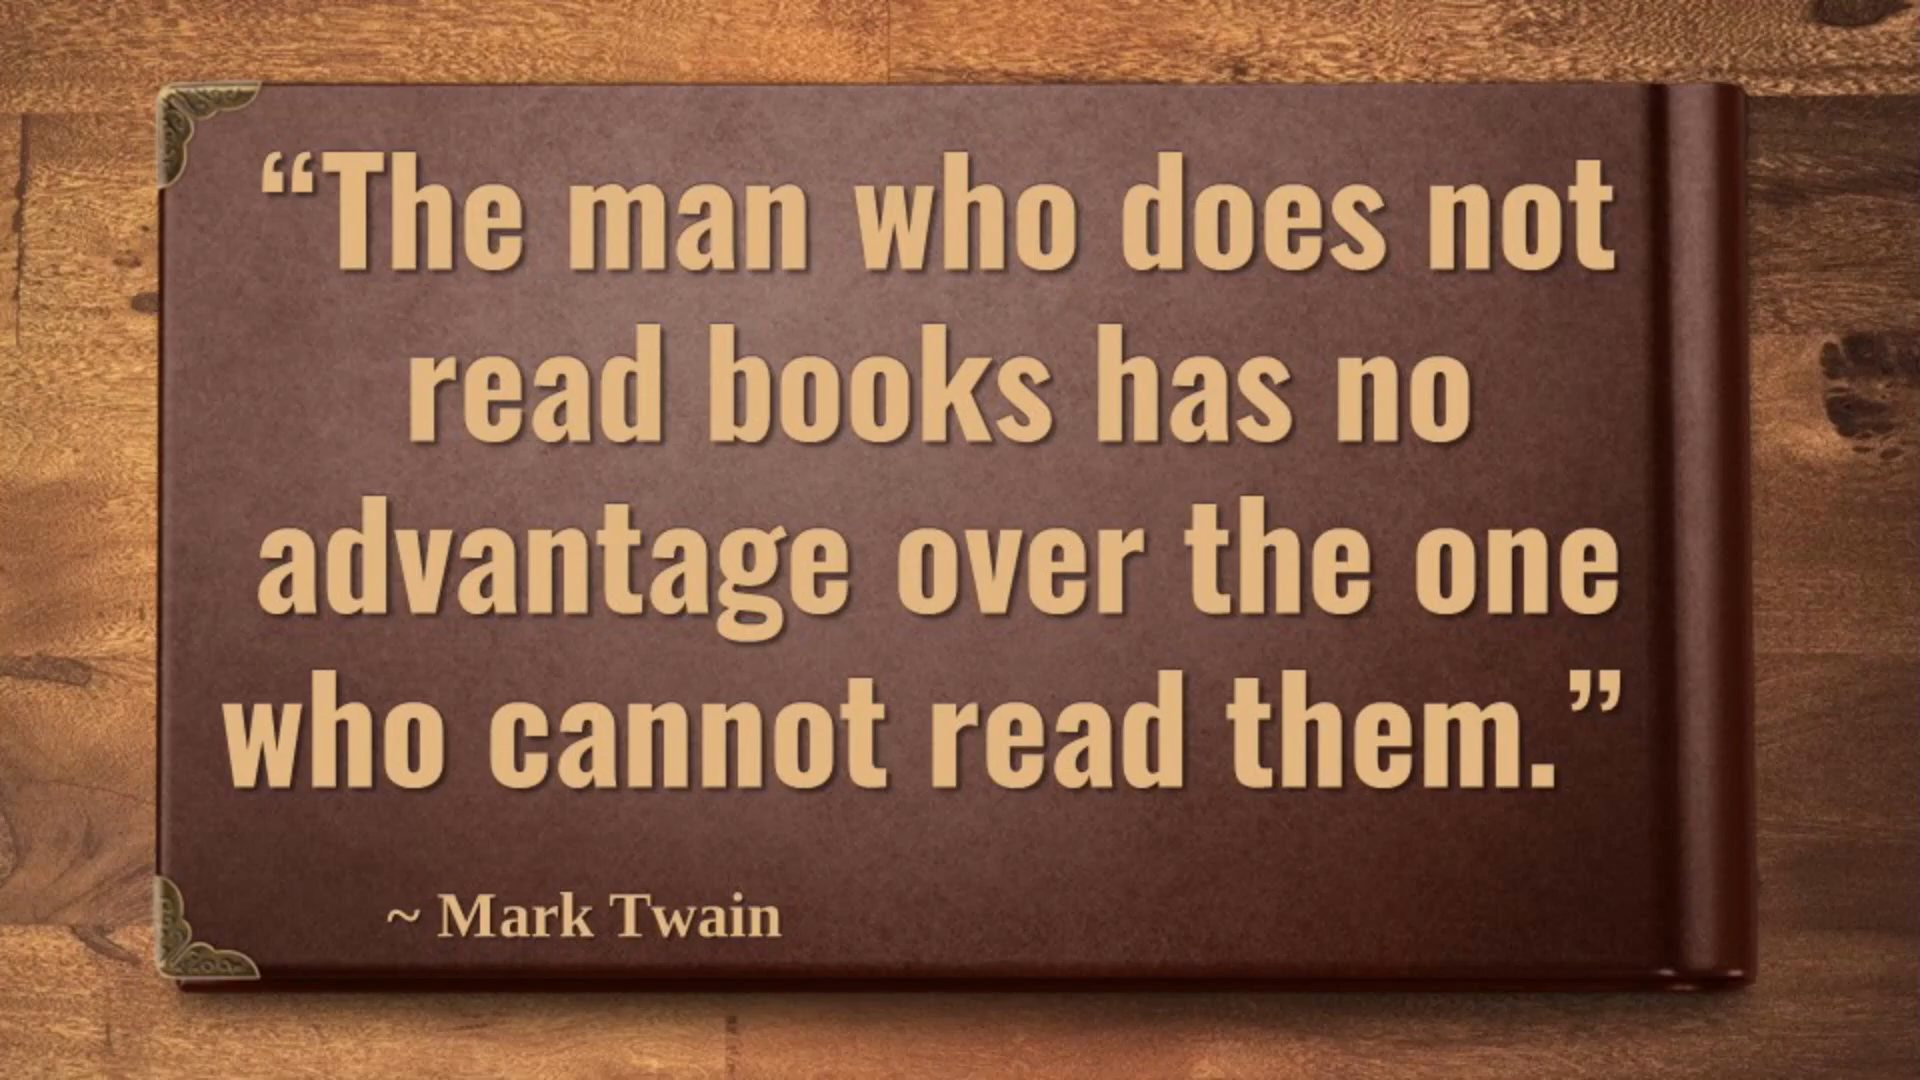 “The man who does not
read books has no
advantage over the one
who cannot read them.”
~ Mark Twain